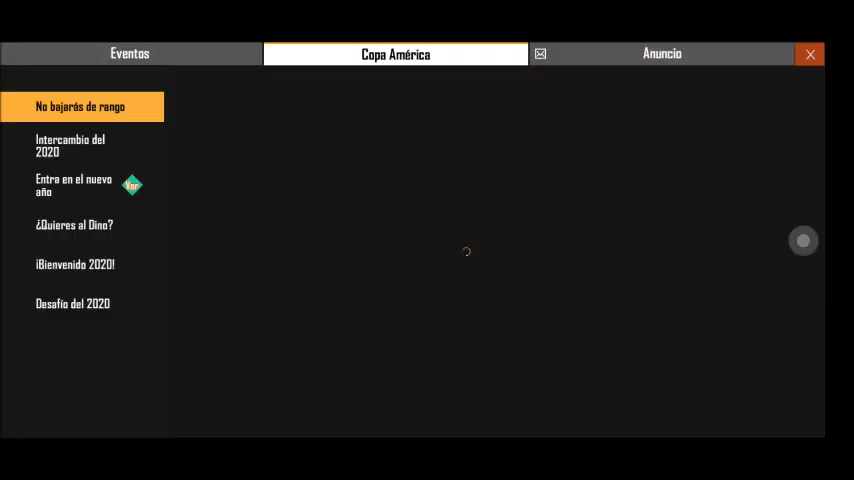 Eventos
Copa América
Anuncio
No bajarás de rango
Intercambio del
2020
Entra en el nuevo
año
Ver
¿Quieres al Dino?
¡Bienvenido 2020!
Desafío del 2020